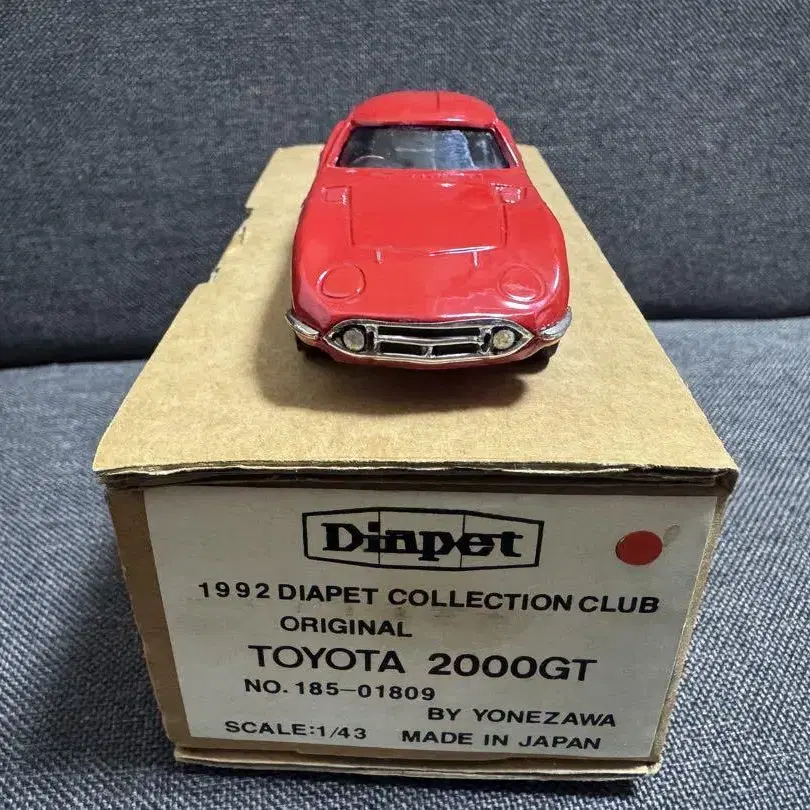 Diapet
1992 DIAPET COLLECTION CLUB
ORIGINAL
TOYOTA 2000GT
NO. 185-01809
BY YONEZAWA
SCALE:1/43 MADE IN JAPAN